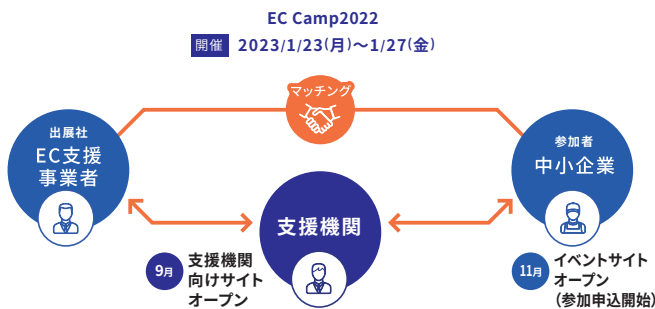 EC Camp2022
開催 2023/1/23(月)〜1/27(金)
マッチング
出展社
EC支援
事業者
参加者
中小企業
支援機関
9月
支援機関
向けサイト
オープン
11月
イベントサイト
オープン
(参加申込開始)